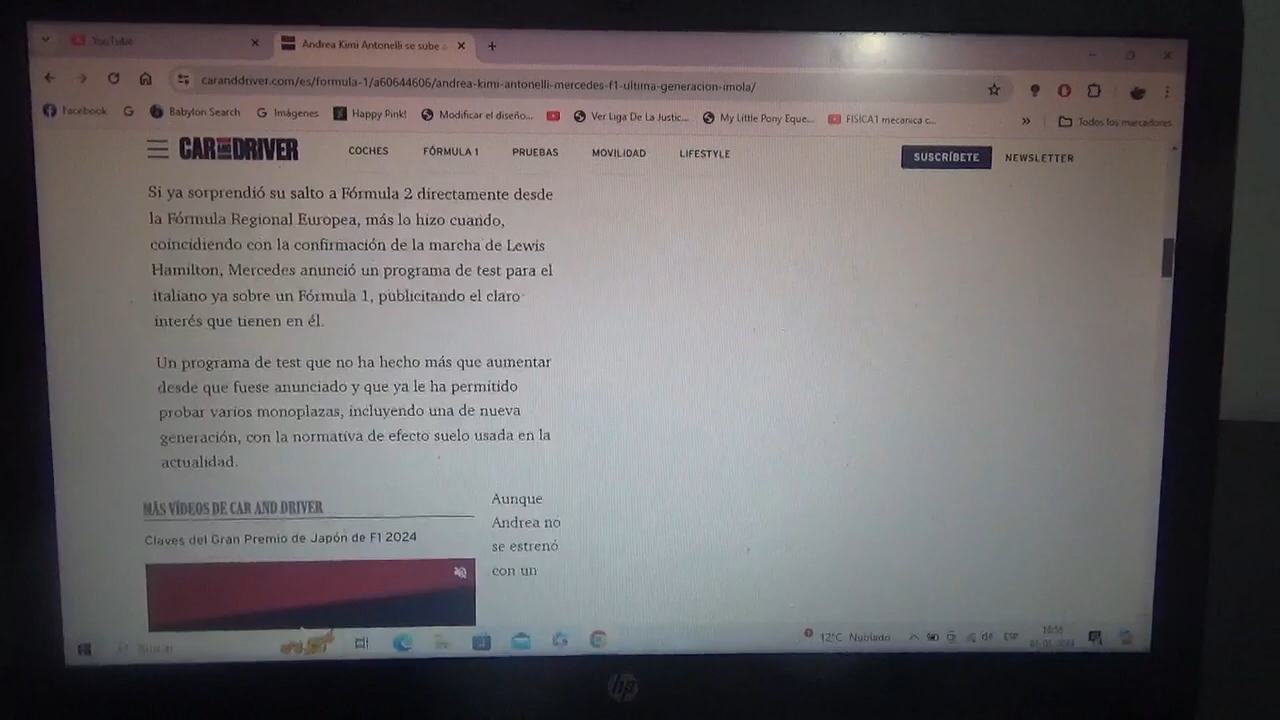 YouTube
Andrea Kimi Antonelli se sube a
caranddriver.com/es/formula-1/a60644606/andrea-kimi-antonelli-mercedes-f1-ultima-generacion-imola/
Facebook
Babylon Search
Imágenes
Happy Pink!
Modificar el diseño...
Ver Liga De La Justic...
My Little Pony Eque...
FISICA1 mecanica c...
Todos los marcadores
CAR AND DRIVER
COCHES
FÓRMULA 1
PRUEBAS
MOVILIDAD
LIFESTYLE
SUSCRÍBETE
NEWSLETTER
Si ya sorprendió su salto a Fórmula 2 directamente desde
la Fórmula Regional Europea, más lo hizo cuando,
coincidiendo con la confirmación de la marcha de Lewis
Hamilton, Mercedes anunció un programa de test para el
italiano ya sobre un Fórmula 1, publicitando el claro
interés que tienen en él.
Un programa de test que no ha hecho más que aumentar
desde que fuese anunciado y que ya le ha permitido
probar varios monoplazas, incluyendo una de nueva
generación, con la normativa de efecto suelo usada en la
actualidad.
MÁS VÍDEOS DE CAR AND DRIVER
Claves del Gran Premio de Japón de F1 2024
Aunque
Andrea no
se estrenó
con un
12°C Nublado
ESP
hp